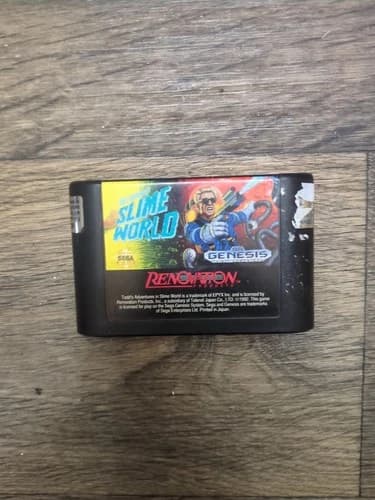 SLIME
WORLD
SEGA
GENESIS
RENOVATION
PRODUCTS
Todd's Adventures in Slime World is a trademark of EPYX Inc. and is licensed by
Renovation Products, Inc., a subsidiary of Telenet Japan Co., LTD. ©1992. This game
is licensed for play on the Sega Genesis System. Sega and Genesis are trademarks
of Sega Enterprises Ltd. Printed in Japan.